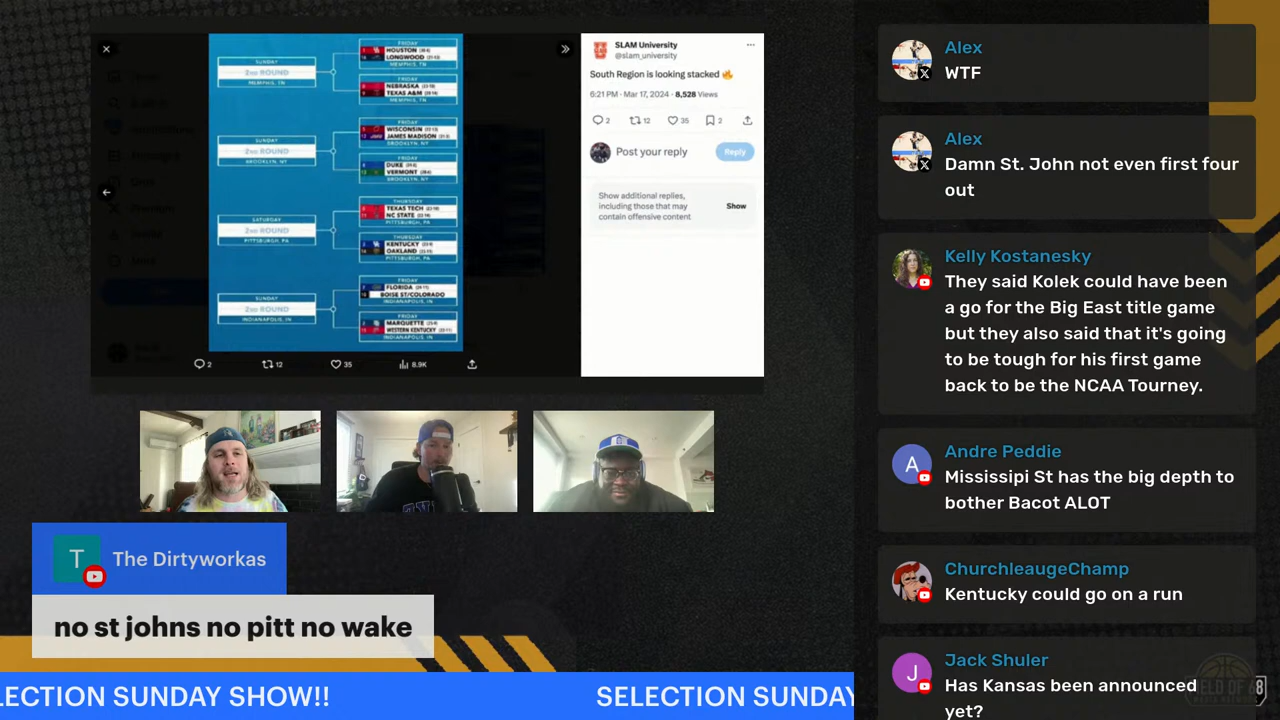 SUNDAY
2ND ROUND
MEMPHIS, TN
FRIDAY
HOUSTON
LONGWOOD
FRIDAY
NEBRASKA
TEXAS A&M
MEMPHIS, TN
SUNDAY
2ND ROUND
BROOKLYN, NY
FRIDAY
WISCONSIN
JAMES MADISON
BROOKLYN, NY
FRIDAY
DUKE
VERMONT
BROOKLYN, NY
SATURDAY
2ND ROUND
PITTSBURGH, PA
THURSDAY
TEXAS TECH
NC STATE
PITTSBURGH, PA
THURSDAY
KENTUCKY
OAKLAND
PITTSBURGH, PA
SUNDAY
2ND ROUND
INDIANAPOLIS, IN
FRIDAY
FLORIDA
BOISE ST/COLORADO
INDIANAPOLIS, IN
FRIDAY
MARQUETTE
WESTERN KENTUCKY
INDIANAPOLIS, IN
2 12 35 8.9K
SLAM University
@slam_university
South Region is looking stacked 🔥
6:21 PM · Mar 17, 2024 · 8,528 Views
2 12 35 2
Post your reply
Reply
Show additional replies,
including those that may
contain offensive content
Show
Alex
WTF
Alex
Damn St. John not even first four
out
Kelly Kostanesky
They said Kolek could have been
a go for the Big East title game
but they also said that it's going
to be tough for his first game
back to be the NCAA Tourney.
A
Andre Peddie
Mississipi St has the big depth to
bother Bacot ALOT
ChurchleaugeChamp
Kentucky could go on a run
J
Jack Shuler
Has Kansas been announced
yet?
T
The Dirtyworkas
no st johns no pitt no wake
LECTION SUNDAY SHOW!!
SELECTION SUNDAY